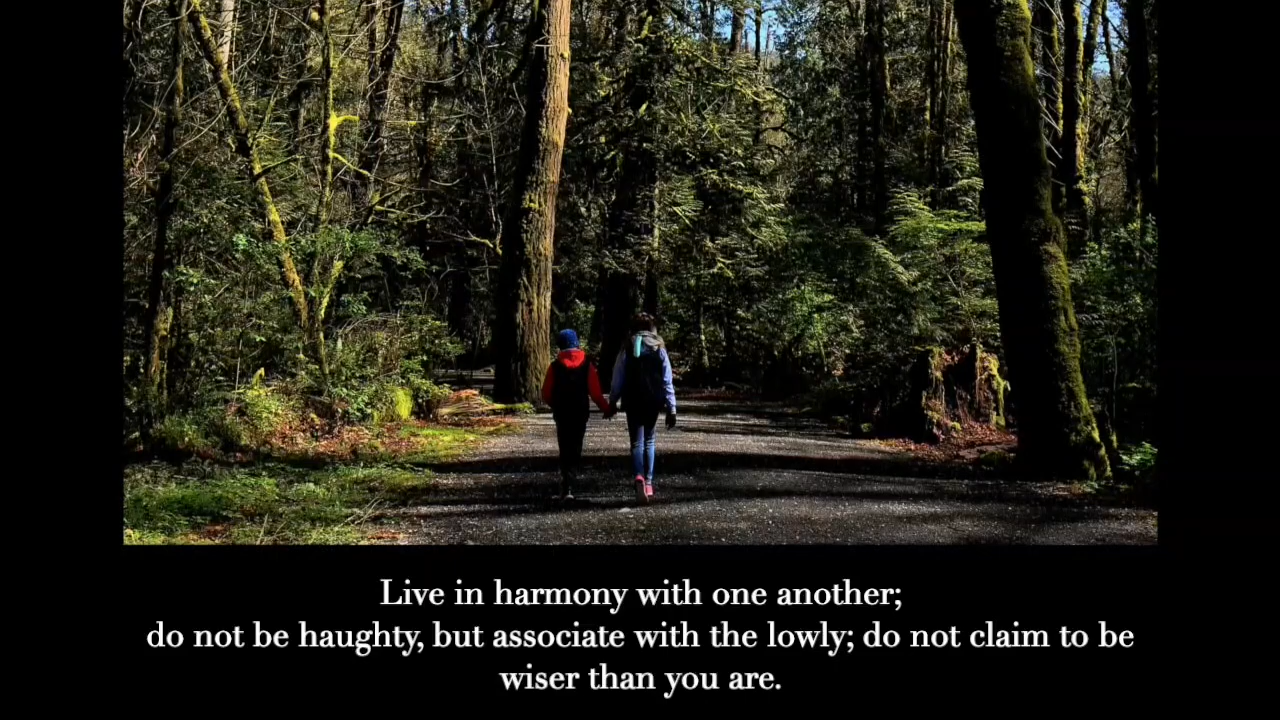 Live in harmony with one another;
do not be haughty, but associate with the lowly; do not claim to be
wiser than you are.